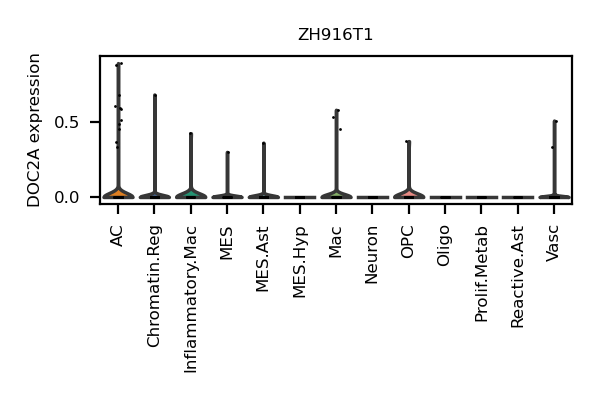 ZH916T1
DOC2A expression
0.5
0.0
AC
Chromatin.Reg
Inflammatory.Mac
MES
MES.Ast
MES.Hyp
Mac
Neuron
OPC
Oligo
Prolif.Metab
Reactive.Ast
Vasc